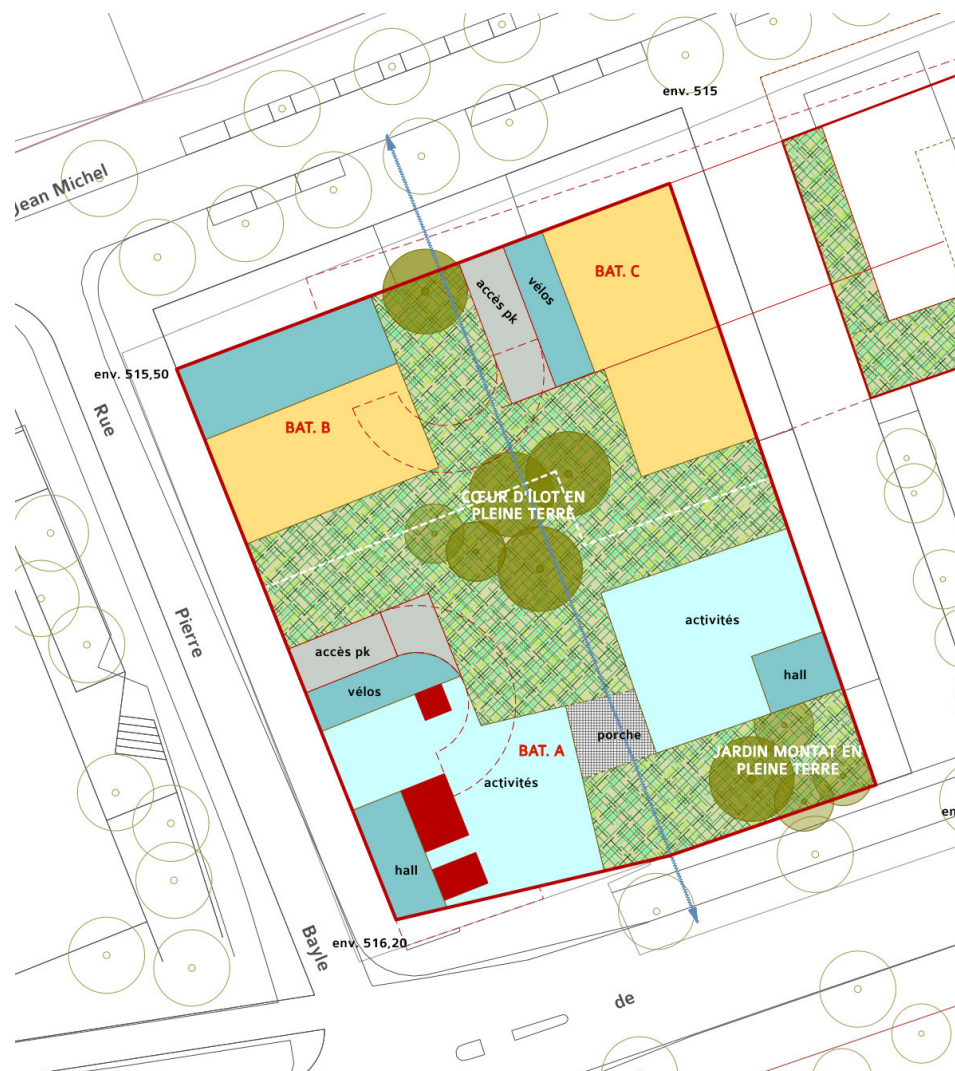 env. 515
Jean Michel
BAT. C
vélos
accès pk
env. 515,50
Rue
BAT. B
CŒUR D'ÎLOT EN
PLEINE TERRE
Pierre
activités
accès pk
hall
vélos
porche
BAT. A
JARDIN MONTAT EN
PLEINE TERRE
activités
hall
Bayle
env. 516,20
de